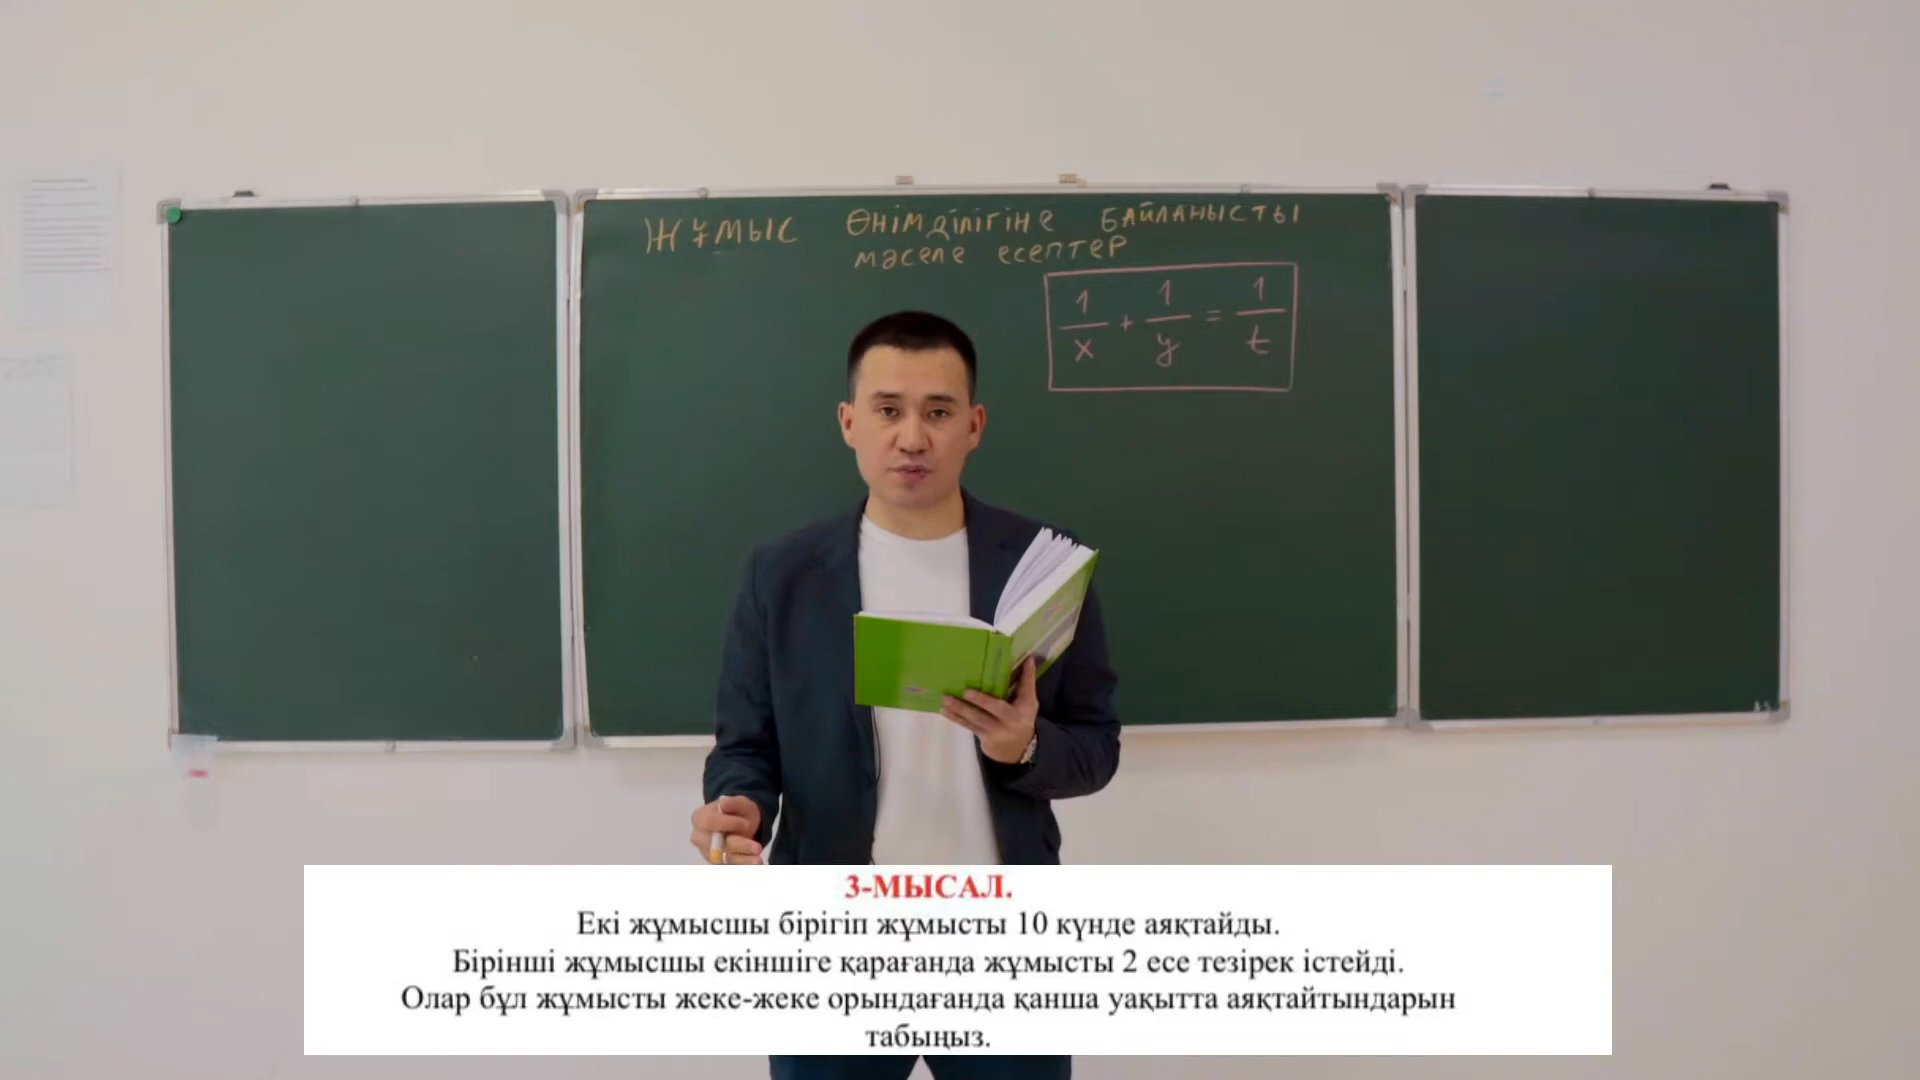 Жұмыс өнімділігіне байланысты
мәселе есептер
1/x + 1/y = 1/t
3-МЫСАЛ.
Екі жұмысшы бірігіп жұмысты 10 күнде аяқтайды.
Бірінші жұмысшы екіншіге қарағанда жұмысты 2 есе тезірек істейді.
Олар бұл жұмысты жеке-жеке орындағанда қанша уақытта аяқтайтындарын
табыңыз.